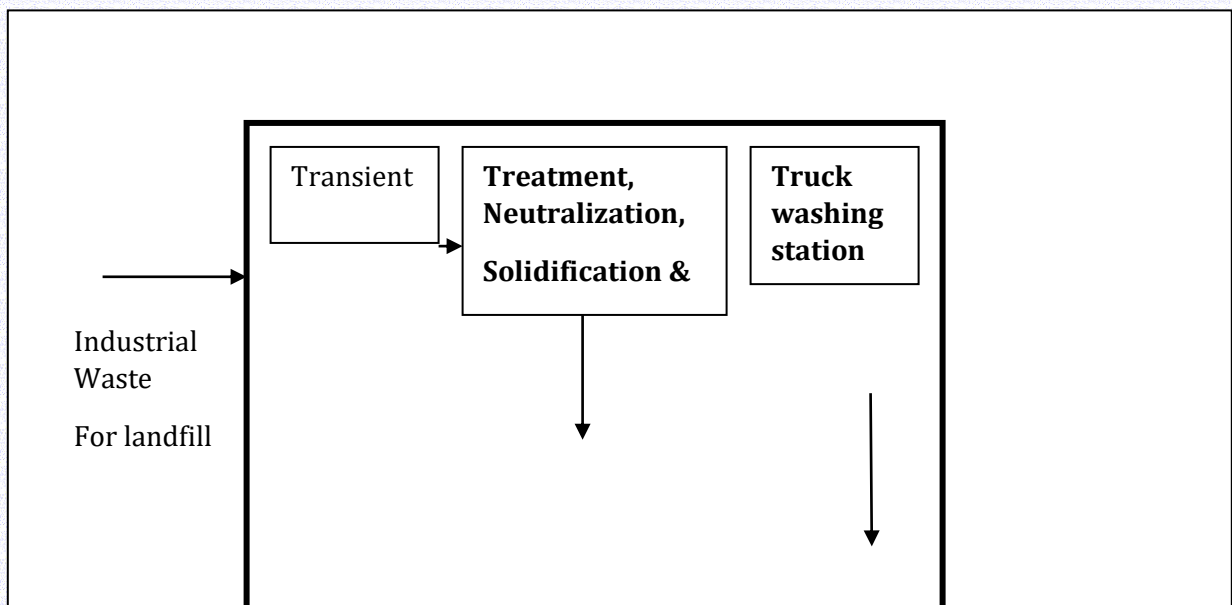 Transient
Treatment,
Neutralization,
Solidification &
Truck
washing
station
Industrial
Waste
For landfill